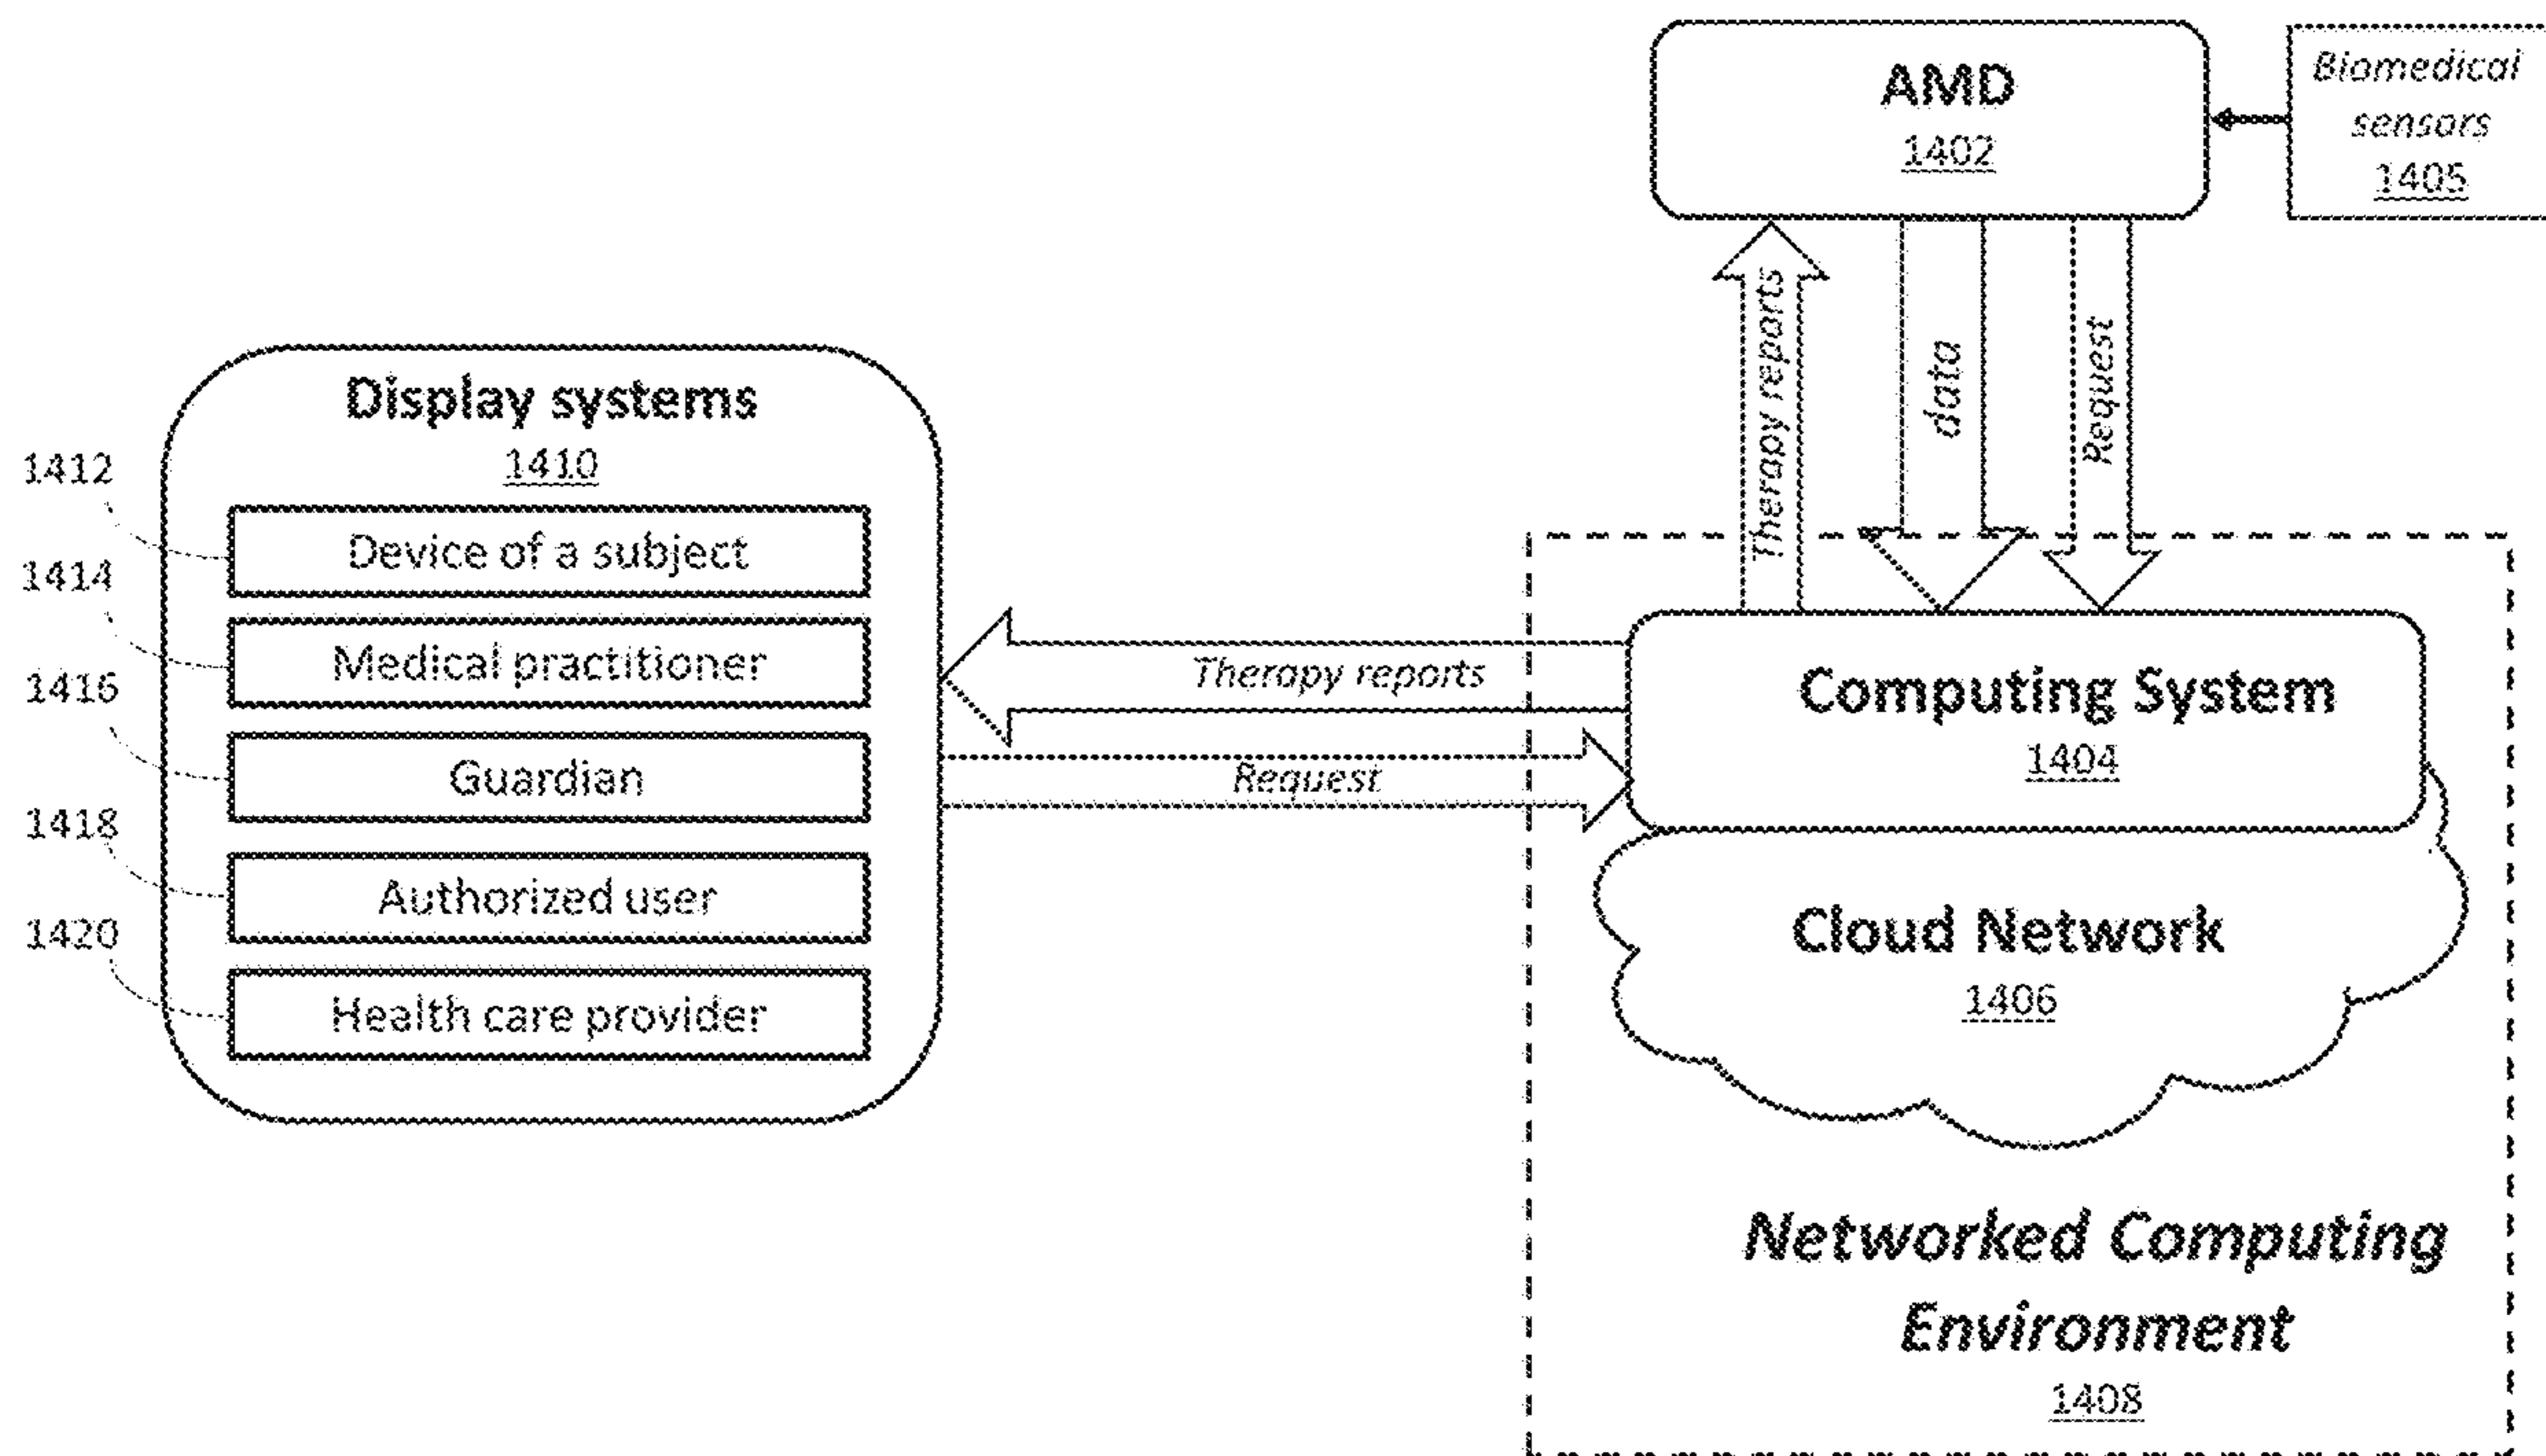 AMD
1402
Biomedical
sensors
1405
Therapy reports
data
Request
Display systems
1410
1412
Device of a subject
1414
Medical practitioner
1416
Guardian
1418
Authorized user
1420
Health care provider
Therapy reports
Request
Computing System
1404
Cloud Network
1406
Networked Computing
Environment
1408